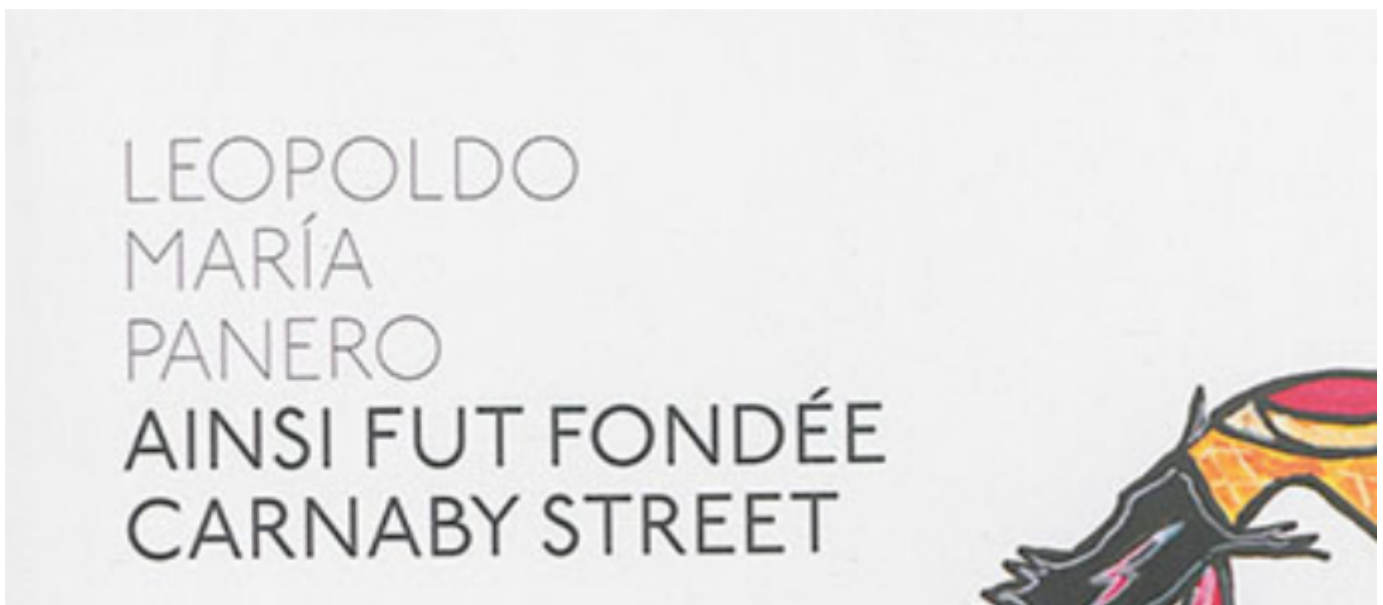 LEOPOLDO
MARÍA
PANERO
AINSI FUT FONDÉE
CARNABY STREET